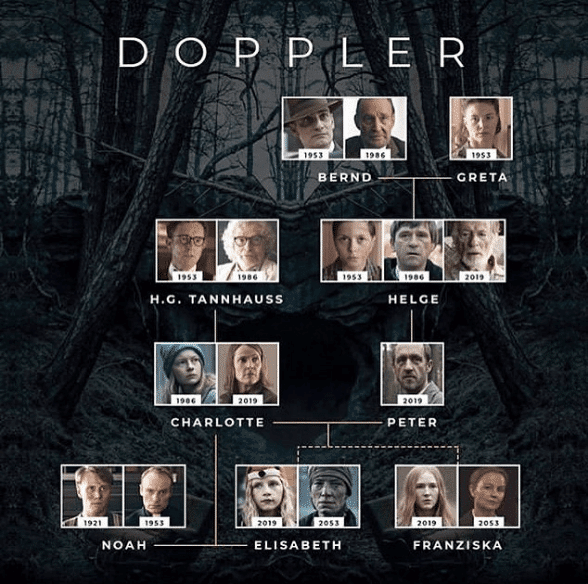 DOPPLER
1953 1986 1953
BERND GRETA
1953 1986 1953 1986 2019
H.G. TANNHAUSS HELGE
1986 2019 2019
CHARLOTTE PETER
1921 1953 2019 2053 2019 2053
NOAH ELISABETH FRANZISKA